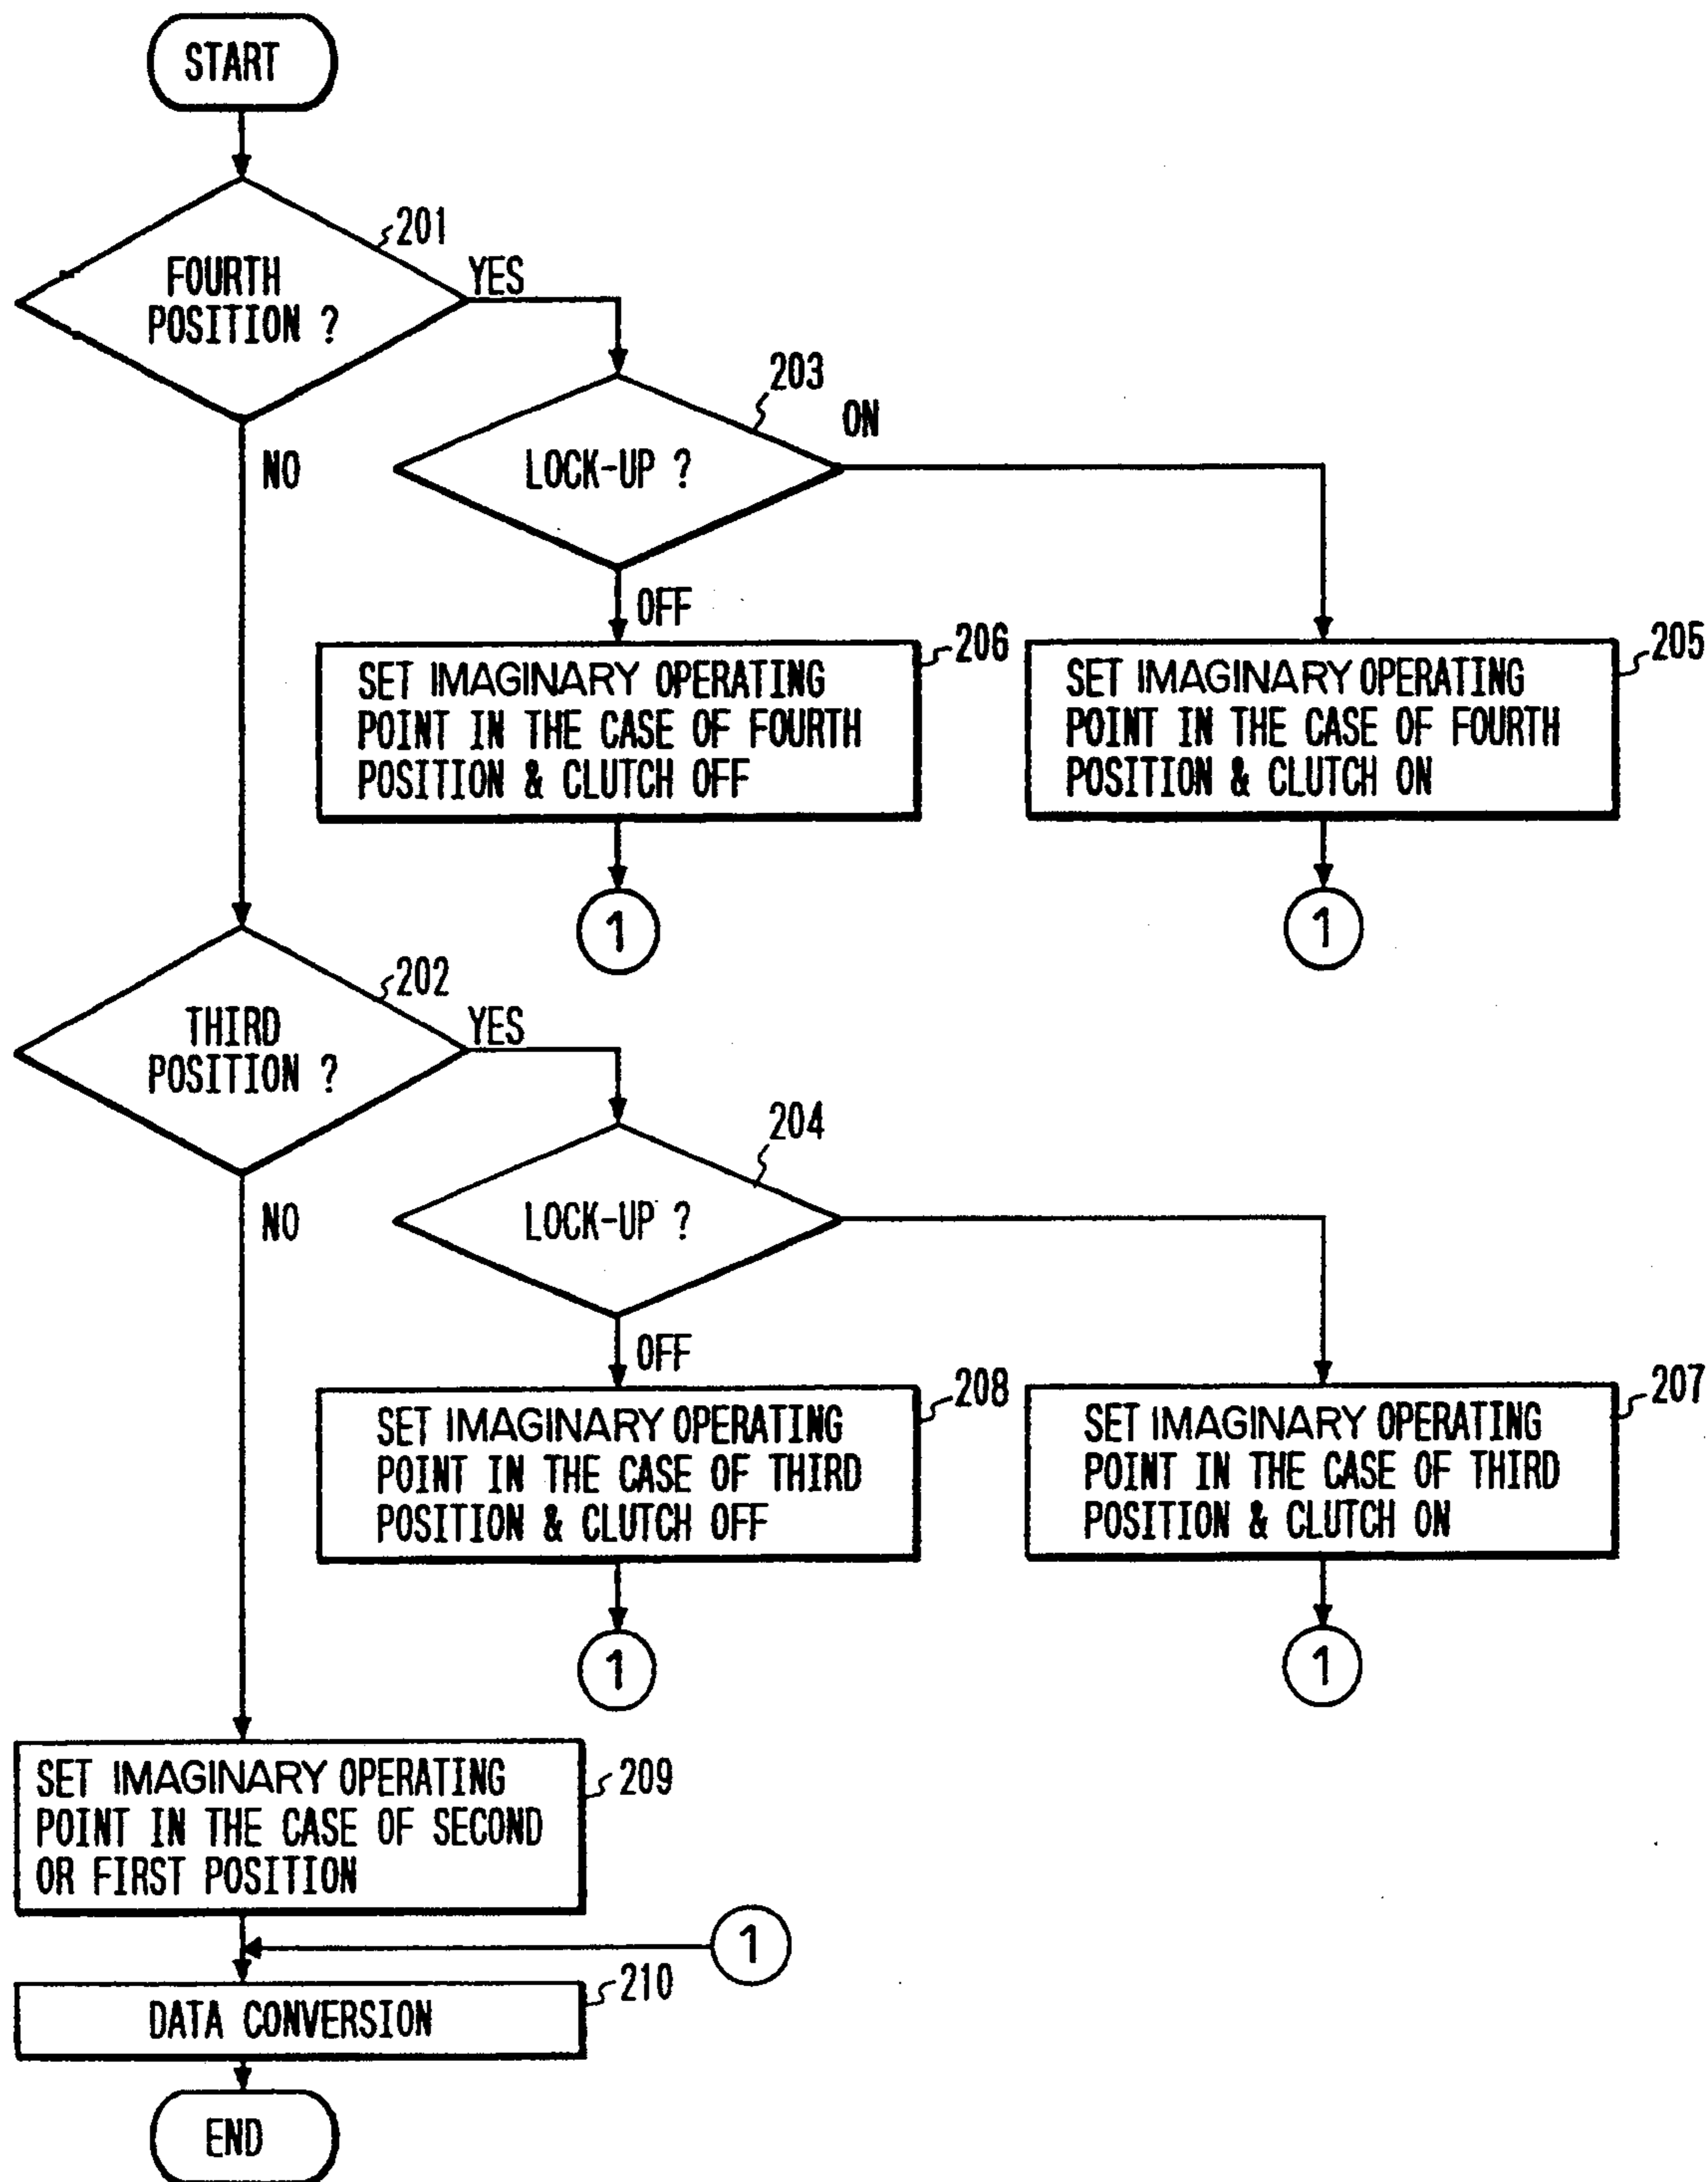 START
201
FOURTH
POSITION ?
YES
NO
203
LOCK-UP ?
ON
OFF
206
SET IMAGINARY OPERATING
POINT IN THE CASE OF FOURTH
POSITION & CLUTCH OFF
205
SET IMAGINARY OPERATING
POINT IN THE CASE OF FOURTH
POSITION & CLUTCH ON
1
1
202
THIRD
POSITION ?
YES
NO
204
LOCK-UP ?
OFF
208
SET IMAGINARY OPERATING
POINT IN THE CASE OF THIRD
POSITION & CLUTCH OFF
207
SET IMAGINARY OPERATING
POINT IN THE CASE OF THIRD
POSITION & CLUTCH ON
1
1
209
SET IMAGINARY OPERATING
POINT IN THE CASE OF SECOND
OR FIRST POSITION
1
210
DATA CONVERSION
END